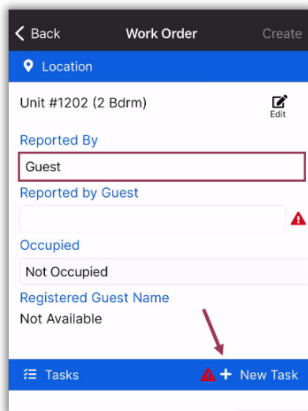 Back Work Order Create
Location
Unit #1202 (2 Bdrm)
Edit
Reported By
Guest
Reported by Guest
Occupied
Not Occupied
Registered Guest Name
Not Available
Tasks + New Task